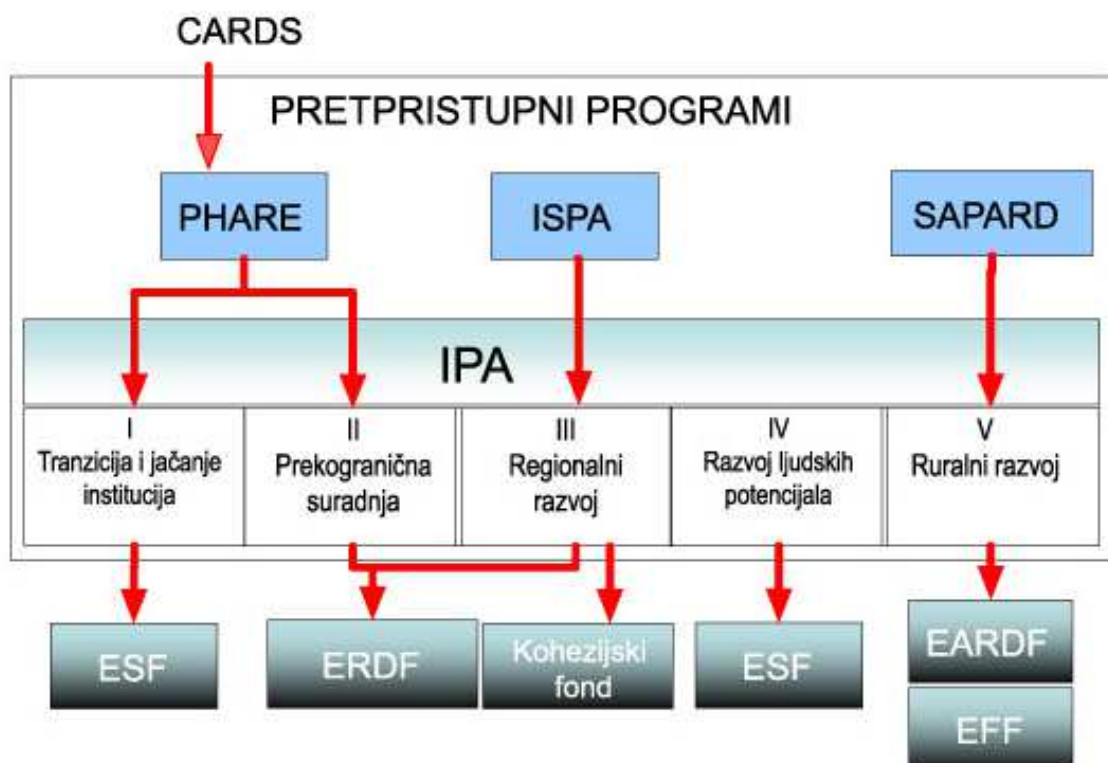 CARDS
PRETPRISTUPNI PROGRAMI
PHARE
ISPA
SAPARD
IPA
I
Tranzicija i jačanje
institucija
II
Prekogranična
suradnja
III
Regionalni
razvoj
IV
Razvoj ljudskih
potencijala
V
Ruralni razvoj
ESF
ERDF
Kohezijski
fond
ESF
EARDF
EFF